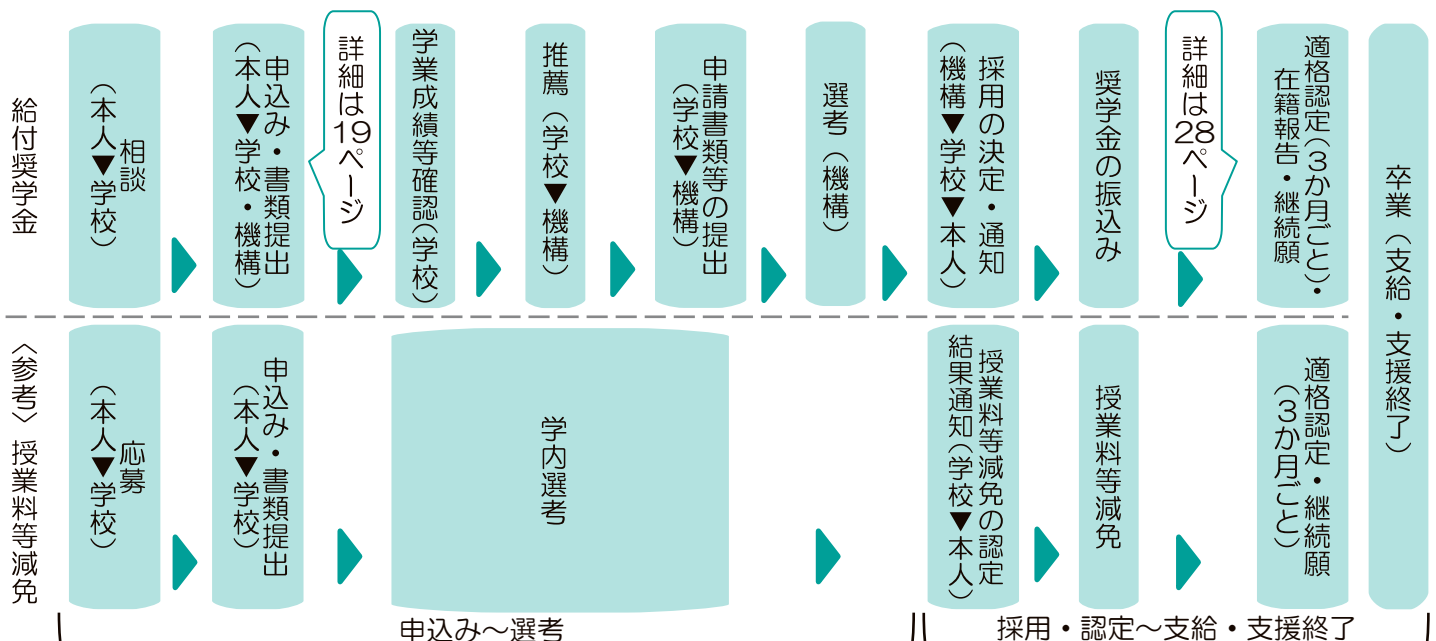 給付奨学金
相談
(本人▼学校)
申込み・書類提出
(本人▼学校・機構)
詳細は19ページ
学業成績等確認(学校)
推薦(学校▼機構)
申請書類等の提出
(学校▼機構)
選考(機構)
採用の決定・通知
(機構▼学校▼本人)
奨学金の振込み
詳細は28ページ
適格認定(3か月ごと)・
在籍報告・継続願
卒業(支給・支援終了)
〈参考〉授業料等減免
応募
(本人▼学校)
申込み・書類提出
(本人▼学校)
学内選考
授業料等減免の認定
結果通知(学校▼本人)
授業料等減免
適格認定・継続願
(3か月ごと)
申込み〜選考
採用・認定〜支給・支援終了